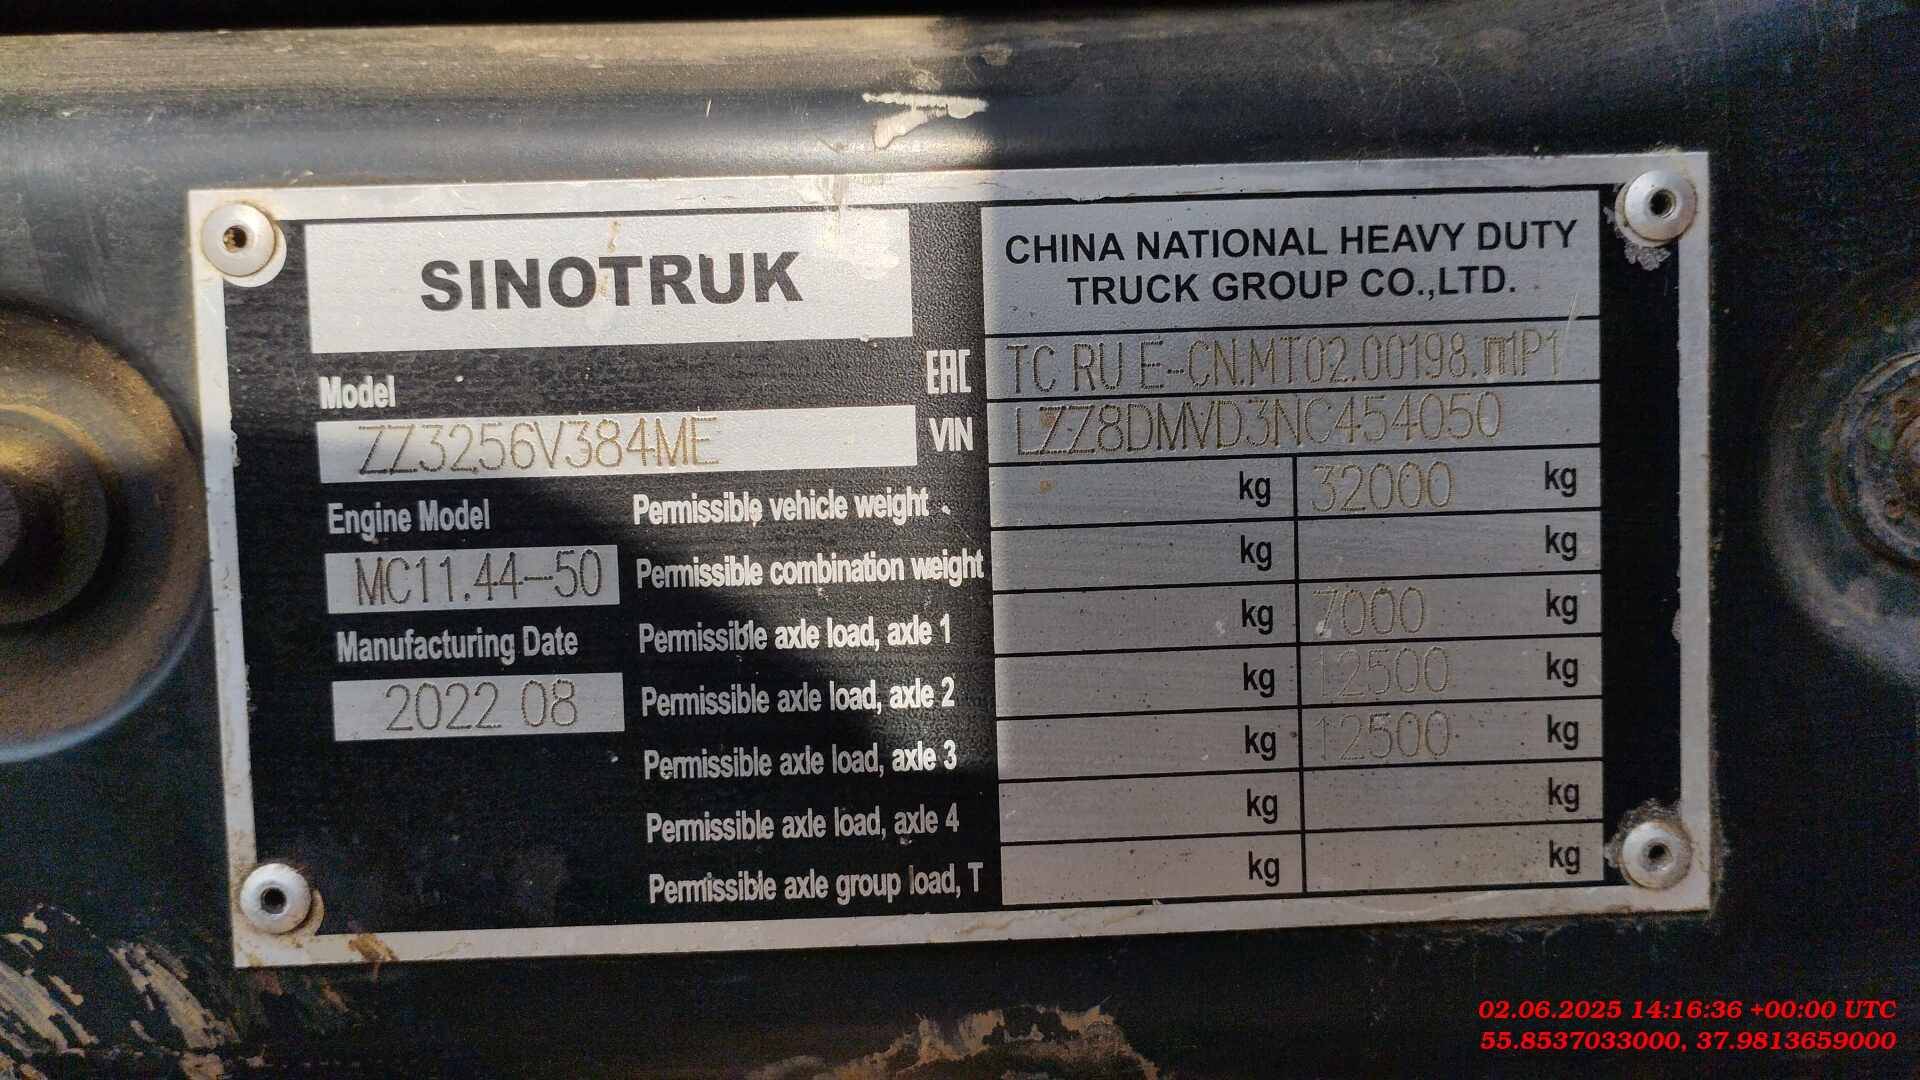 SINOTRUK
CHINA NATIONAL HEAVY DUTY
TRUCK GROUP CO.,LTD.
Model
ZZ3256V384ME
EAC TC RU E-CN.MT02.00198.П1P1
VIN LZZ8DMVD3NC454050
Engine Model
MC11.44-50
Manufacturing Date
2022 08
Permissible vehicle weight kg 32000 kg
Permissible combination weight kg kg
Permissible axle load, axle 1 kg 7000 kg
Permissible axle load, axle 2 kg 12500 kg
Permissible axle load, axle 3 kg 12500 kg
Permissible axle load, axle 4 kg kg
Permissible axle group load, T kg kg
02.06.2025 14:16:36 +00:00 UTC
55.8537033000, 37.9813659000